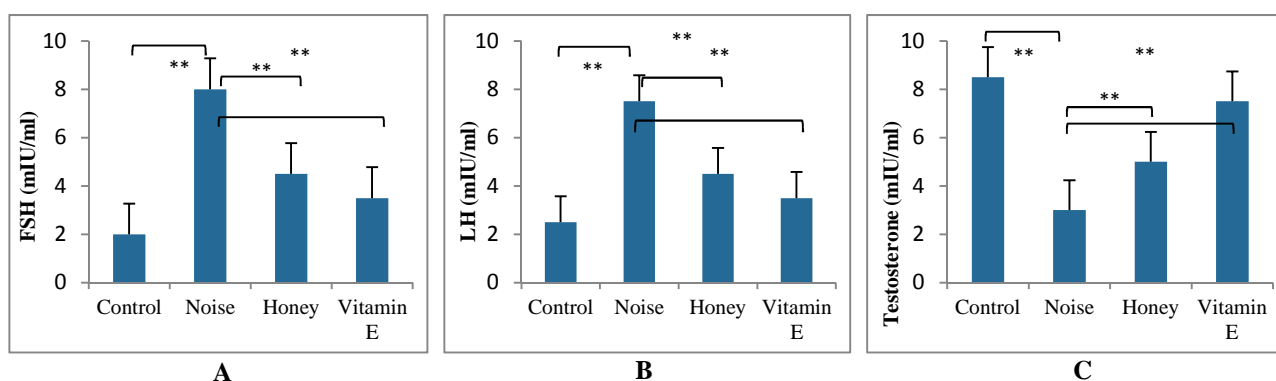 FSH (mIU/ml)
10
8
6
4
2
0
**
**
**
Control
Noise
Honey
Vitamin
E
A
LH (mIU/ml)
10
8
6
4
2
0
**
**
**
Control
Noise
Honey
Vitamin
E
B
Testosterone (mIU/ml)
10
8
6
4
2
0
**
**
**
Control
Noise
Honey
Vitamin
E
C